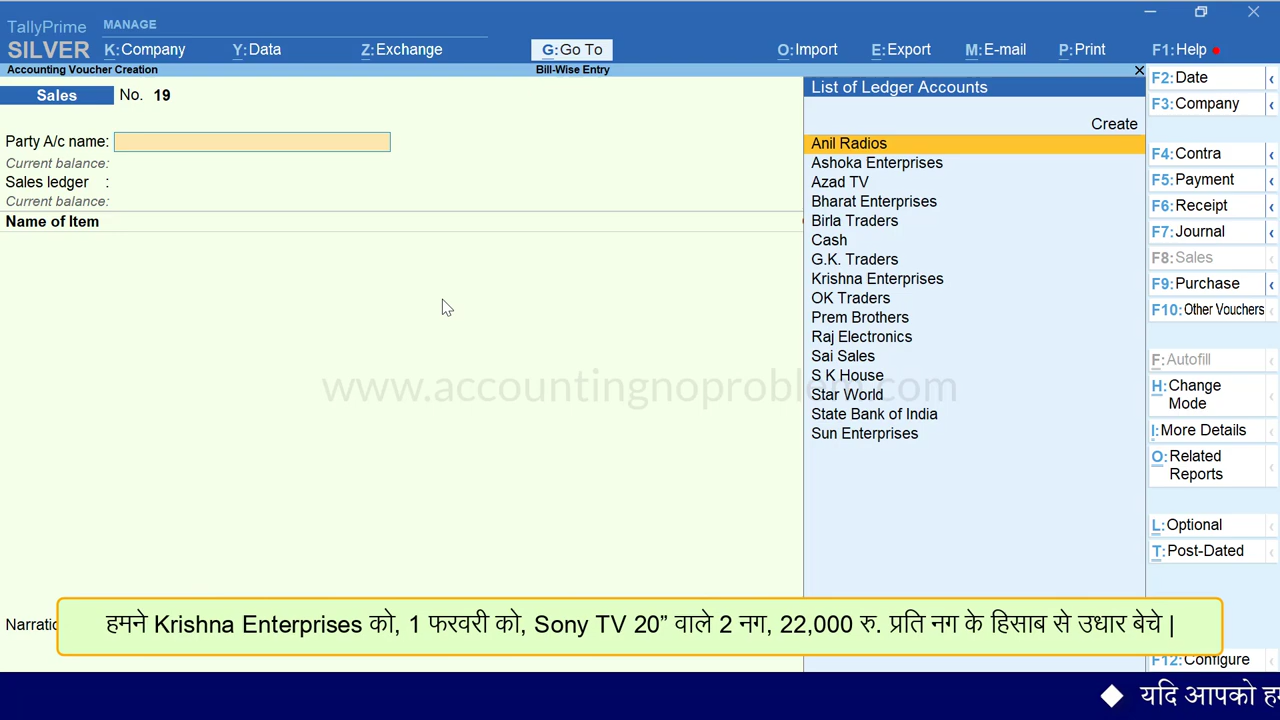 TallyPrime
SILVER
MANAGE
K:Company
Y:Data
Z:Exchange
G:Go To
O:Import
E:Export
M:E-mail
P:Print
F1:Help
Accounting Voucher Creation
Bill-Wise Entry
Sales
No. 19
Party A/c name:
Current balance:
Sales ledger :
Current balance:
Name of Item
List of Ledger Accounts
Create
Anil Radios
Ashoka Enterprises
Azad TV
Bharat Enterprises
Birla Traders
Cash
G.K. Traders
Krishna Enterprises
OK Traders
Prem Brothers
Raj Electronics
Sai Sales
S K House
Star World
State Bank of India
Sun Enterprises
F2:Date
F3:Company
F4:Contra
F5:Payment
F6:Receipt
F7:Journal
F8:Sales
F9:Purchase
F10:Other Vouchers
F:Autofill
H:Change
Mode
I:More Details
O:Related
Reports
L:Optional
T:Post-Dated
F12:Configure
www.accountingnoproblem.com
Narratio
हमने Krishna Enterprises को, 1 फरवरी को, Sony TV 20” वाले 2 नग, 22,000 रु. प्रति नग के हिसाब से उधार बेचे |
◆ यदि आपको